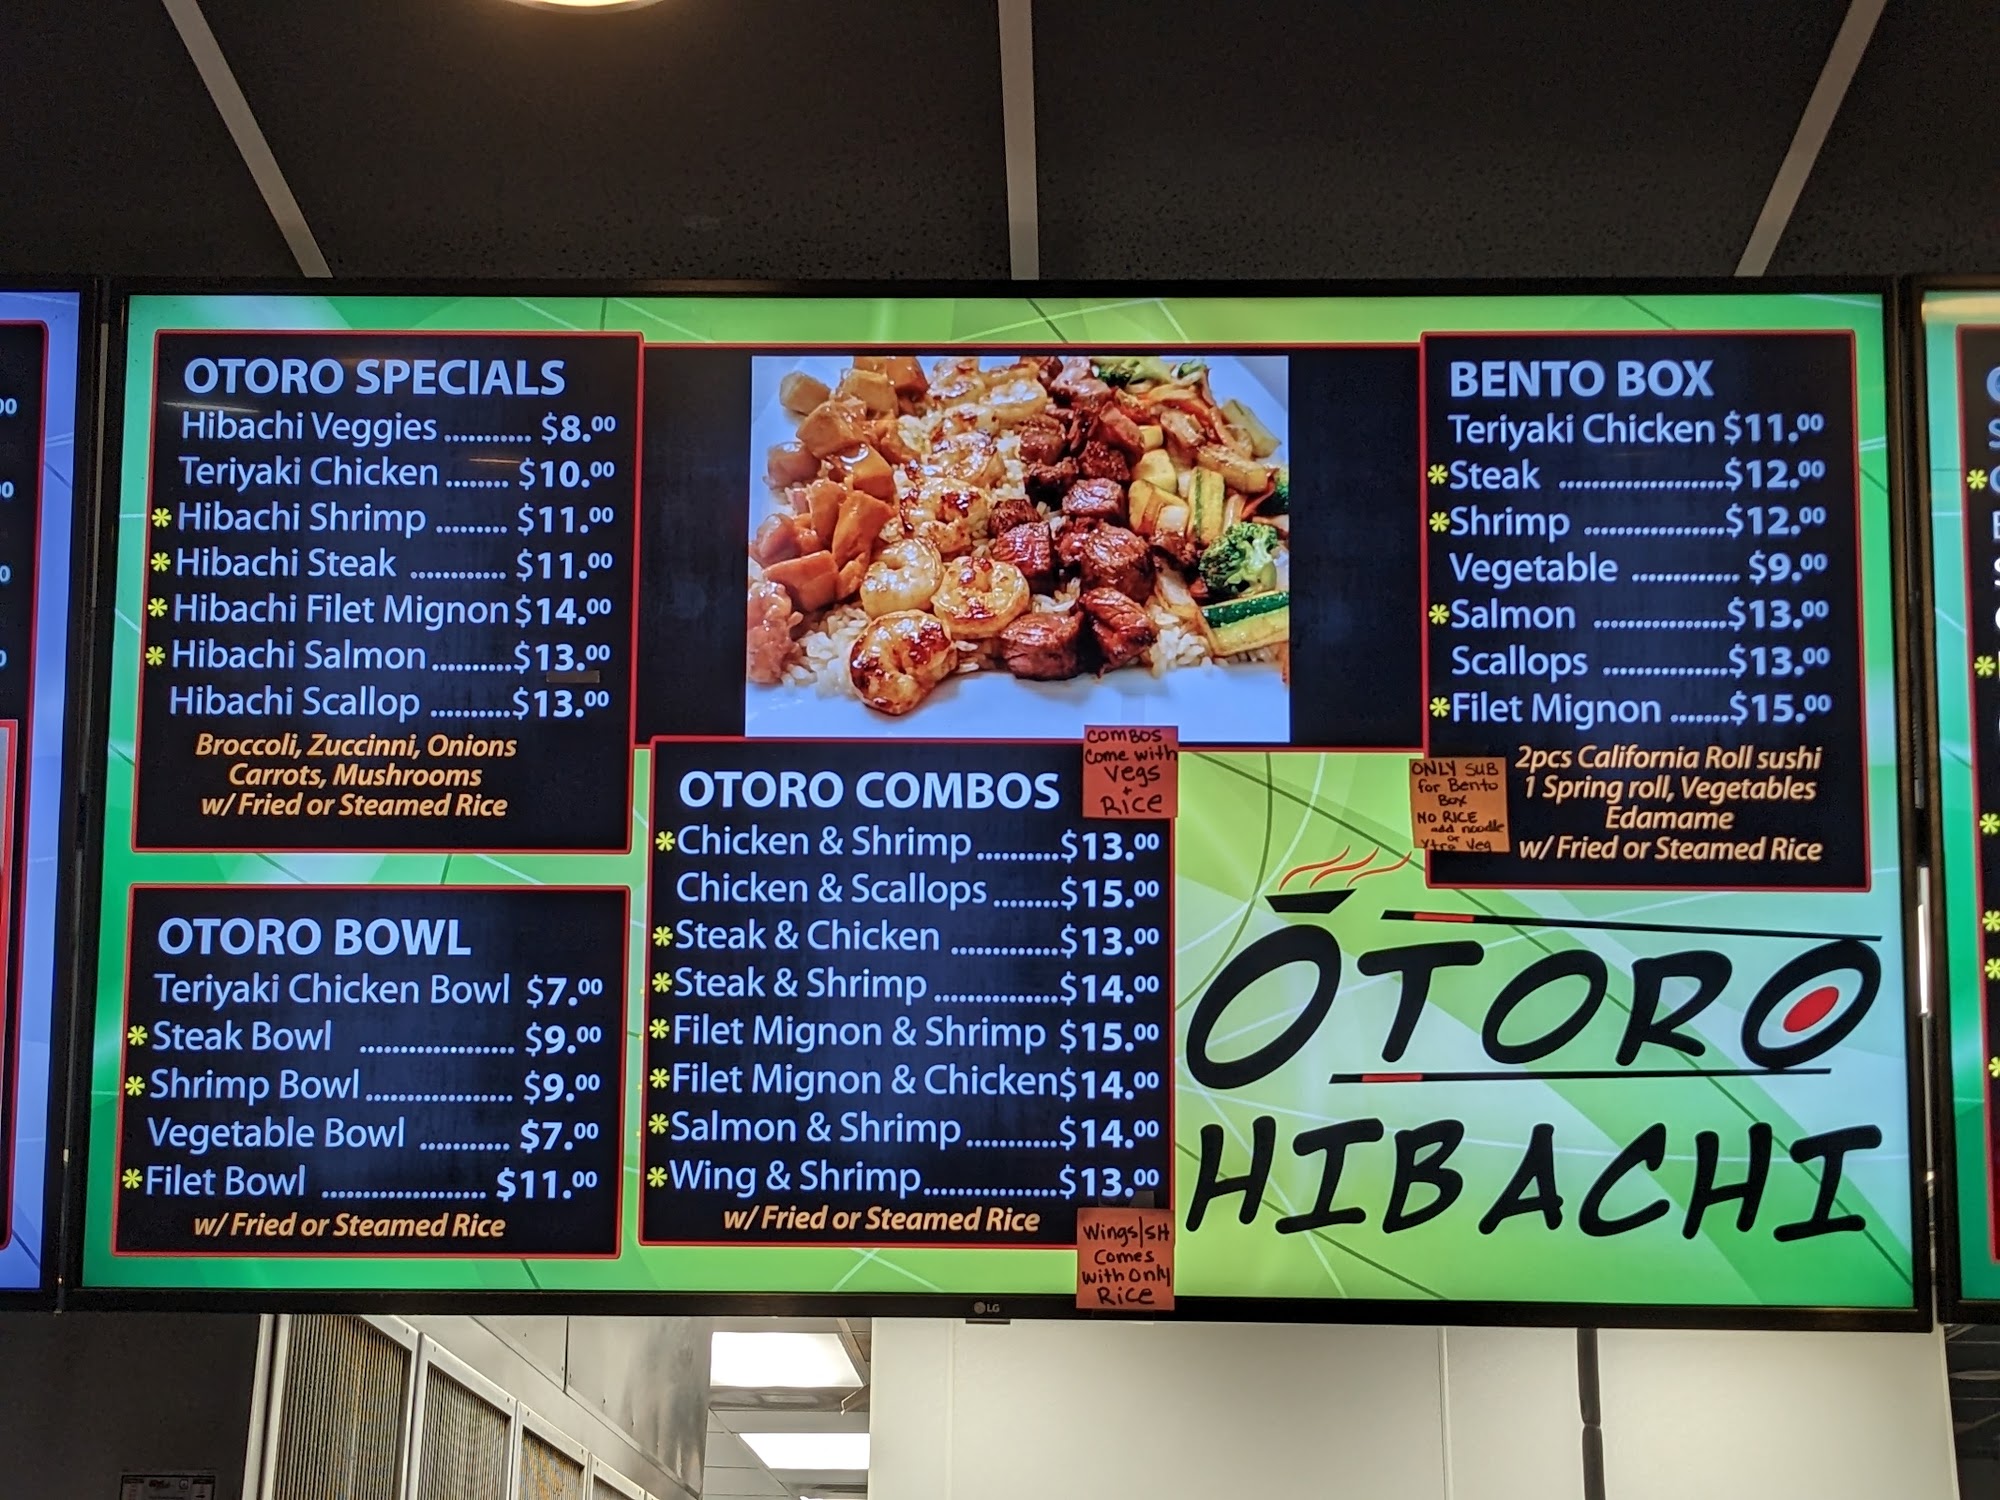 OTORO SPECIALS
Hibachi Veggies ............ $8.00
Teriyaki Chicken ........ $10.00
*Hibachi Shrimp ......... $11.00
*Hibachi Steak ............ $11.00
*Hibachi Filet Mignon $14.00
*Hibachi Salmon ........... $13.00
Hibachi Scallop ........... $13.00
Broccoli, Zuccinni, Onions
Carrots, Mushrooms
w/ Fried or Steamed Rice
OTORO BOWL
Teriyaki Chicken Bowl $7.00
*Steak Bowl ..................... $9.00
*Shrimp Bowl .................... $9.00
Vegetable Bowl ............ $7.00
*Filet Bowl ...................... $11.00
w/ Fried or Steamed Rice
OTORO COMBOS
*Chicken & Shrimp ........... $13.00
Chicken & Scallops ......... $15.00
*Steak & Chicken ............... $13.00
*Steak & Shrimp ................. $14.00
*Filet Mignon & Shrimp $15.00
*Filet Mignon & Chicken $14.00
*Salmon & Shrimp ............ $14.00
*Wing & Shrimp .................. $13.00
w/ Fried or Steamed Rice
Combos
Come with
Vegs
+
Rice
Wings/SH
Comes
with Only
Rice
BENTO BOX
Teriyaki Chicken $11.00
*Steak ...................... $12.00
*Shrimp ................... $12.00
Vegetable .............. $9.00
*Salmon .................. $13.00
Scallops ................. $13.00
*Filet Mignon ....... $15.00
2pcs California Roll sushi
1 Spring roll, Vegetables
Edamame
w/ Fried or Steamed Rice
ONLY SUB
for Bento
Box
NO RICE
add noodle
or
Xtra Veg
OTORO
HIBACHI
LG